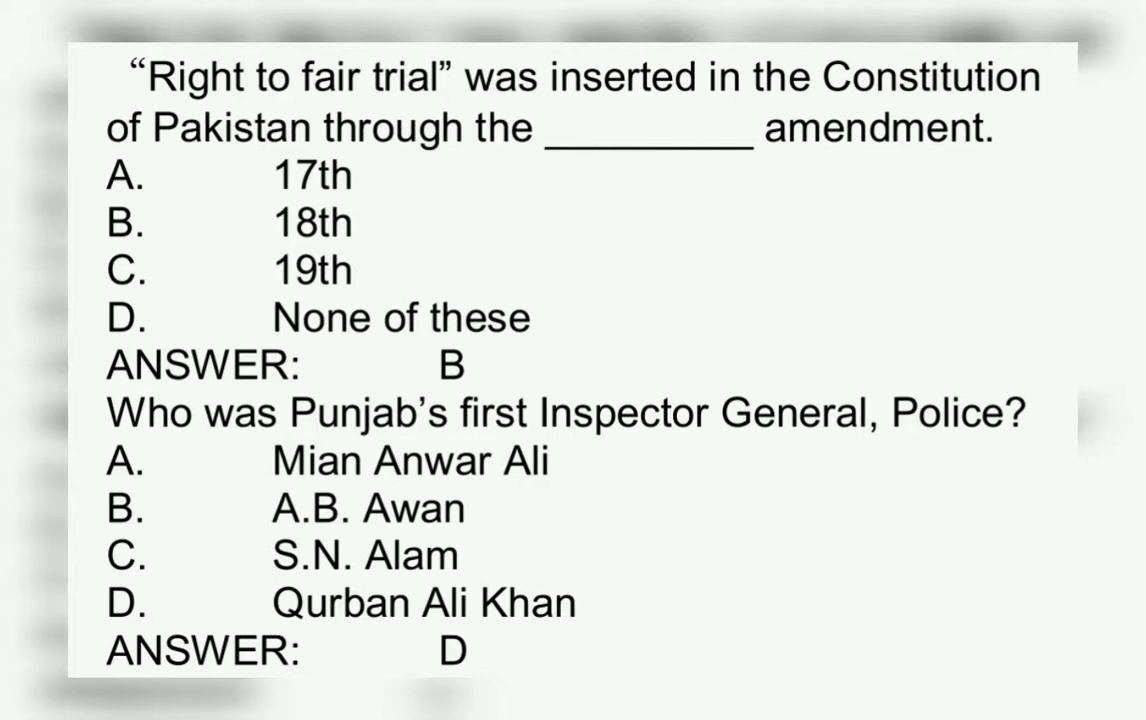 “Right to fair trial” was inserted in the Constitution
of Pakistan through the __________ amendment.
A. 17th
B. 18th
C. 19th
D. None of these
ANSWER: B
Who was Punjab’s first Inspector General, Police?
A. Mian Anwar Ali
B. A.B. Awan
C. S.N. Alam
D. Qurban Ali Khan
ANSWER: D